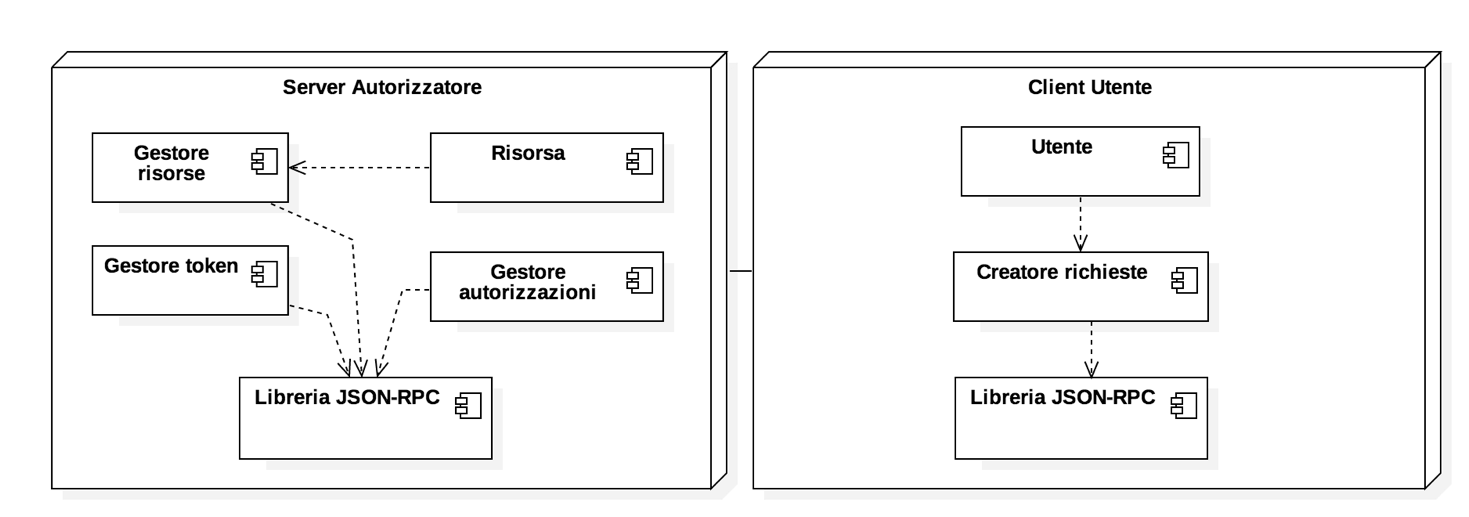 Server Autorizzatore
Gestore
risorse
Risorsa
Gestore token
Gestore
autorizzazioni
Libreria JSON-RPC
Client Utente
Utente
Creatore richieste
Libreria JSON-RPC